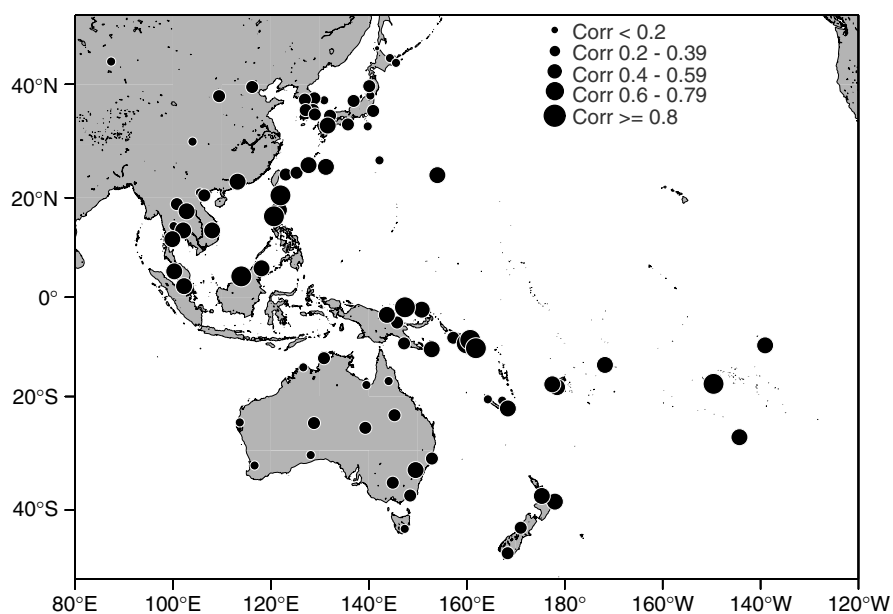 Corr < 0.2
Corr 0.2 - 0.39
Corr 0.4 - 0.59
Corr 0.6 - 0.79
Corr >= 0.8
40°N
20°N
0°
20°S
40°S
80°E 100°E 120°E 140°E 160°E 180° 160°W 140°W 120°W